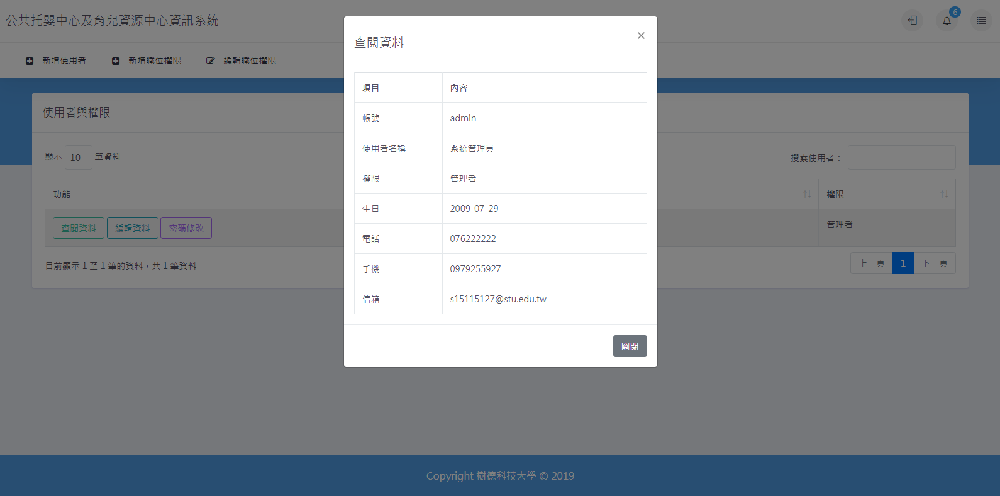 公共托嬰中心及育兒資源中心資訊系統
6
新增使用者 新增職位權限 編輯職位權限
使用者與權限
顯示 10 筆資料
搜索使用者：
功能 權限
查閱資料 編輯資料 密碼修改 管理者
目前顯示 1 至 1 筆的資料，共 1 筆資料
上一頁 1 下一頁
查閱資料 ×
項目 內容
帳號 admin
使用者名稱 系統管理員
權限 管理者
生日 2009-07-29
電話 076222222
手機 0979255927
信箱 s15115127@stu.edu.tw
關閉
Copyright 樹德科技大學 © 2019